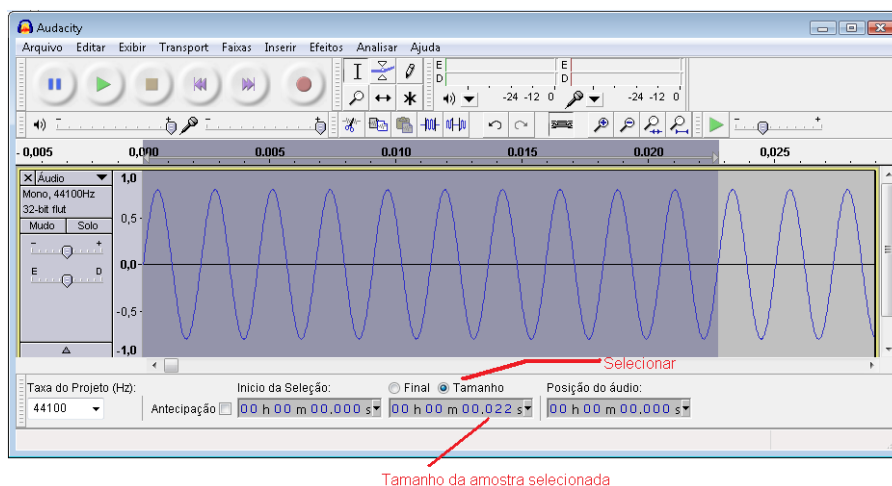 Audacity
Arquivo Editar Exibir Transport Faixas Inserir Efeitos Analisar Ajuda
E
D
-24 -12 0
E
D
-24 -12 0
- 0,005 0,000 0.005 0.010 0.015 0.020 0,025
Áudio
Mono, 44100Hz
32-bit flut
Mudo Solo
- +
E D
1,0
0,5
0,0
-0,5
-1,0
Selecionar
Taxa do Projeto (Hz):
44100
Antecipação
Inicio da Seleção:
00 h 00 m 00,000 s
Final Tamanho
00 h 00 m 00,022 s
Posição do áudio:
00 h 00 m 00,000 s
Tamanho da amostra selecionada